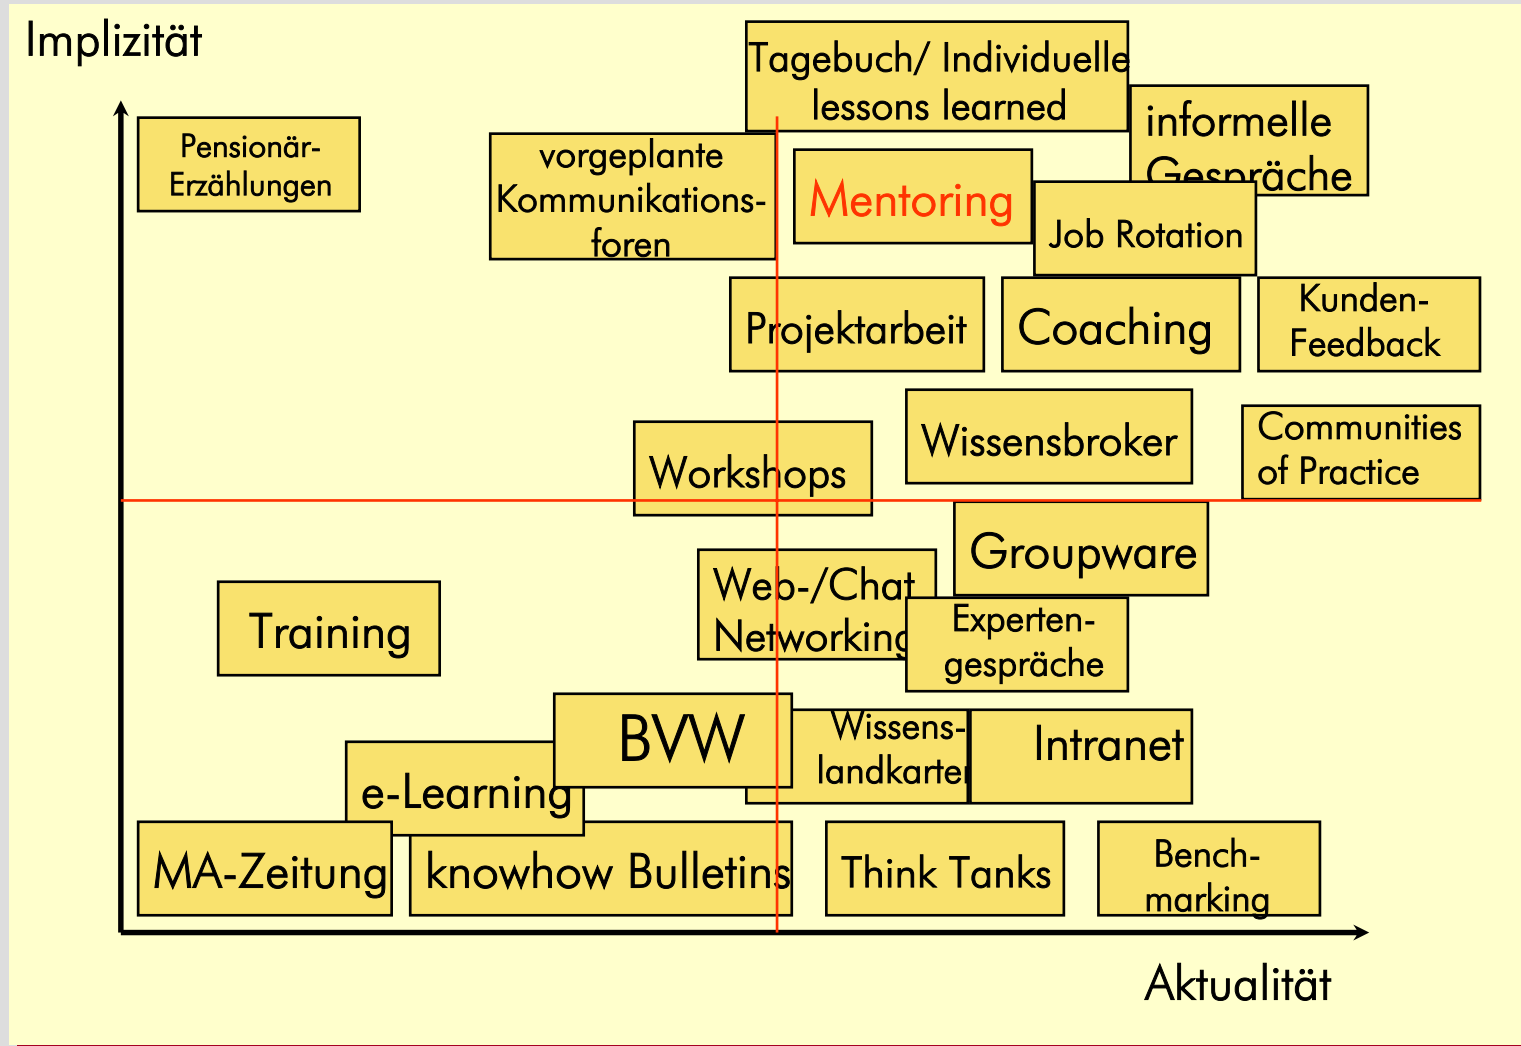 Implizität
Tagebuch/ Individuelle
lessons learned
informelle
Gespräche
Pensionär-
Erzählungen
vorgeplante
Kommunikations-
foren
Mentoring
Job Rotation
Projektarbeit
Coaching
Kunden-
Feedback
Workshops
Wissensbroker
Communities
of Practice
Groupware
Web-/Chat
Networking
Experten-
gespräche
Training
BVW
Wissens-
landkarten
Intranet
e-Learning
MA-Zeitung
knowhow Bulletins
Think Tanks
Bench-
marking
Aktualität